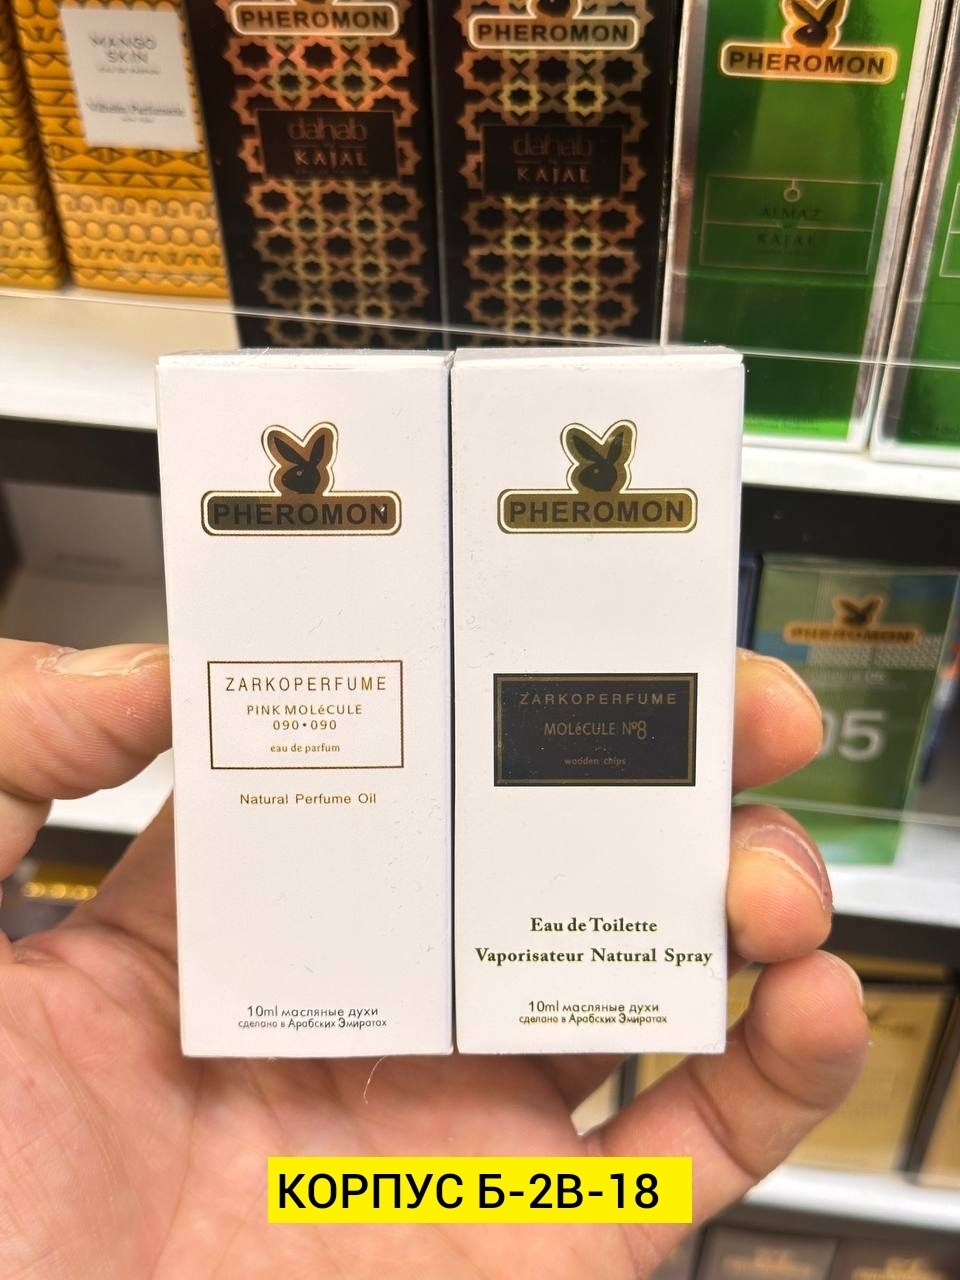 MANGO
SKIN
PHEROMON
PHEROMON
PHEROMON
dahab
KAJAL
dahab
KAJAL
ALMAZ
KAJAL
PHEROMON
ZARKOPERFUME
PINK MOLéCULE
090•090
eau de parfum
Natural Perfume Oil
10ml масляные духи
сделано в Арабских Эмиратах
PHEROMON
ZARKOPERFUME
MOLéCULE №8
wooden chips
Eau de Toilette
Vaporisateur Natural Spray
10ml масляные духи
сделано в Арабских Эмиратах
PHEROMON
05
КОРПУС Б-2В-18